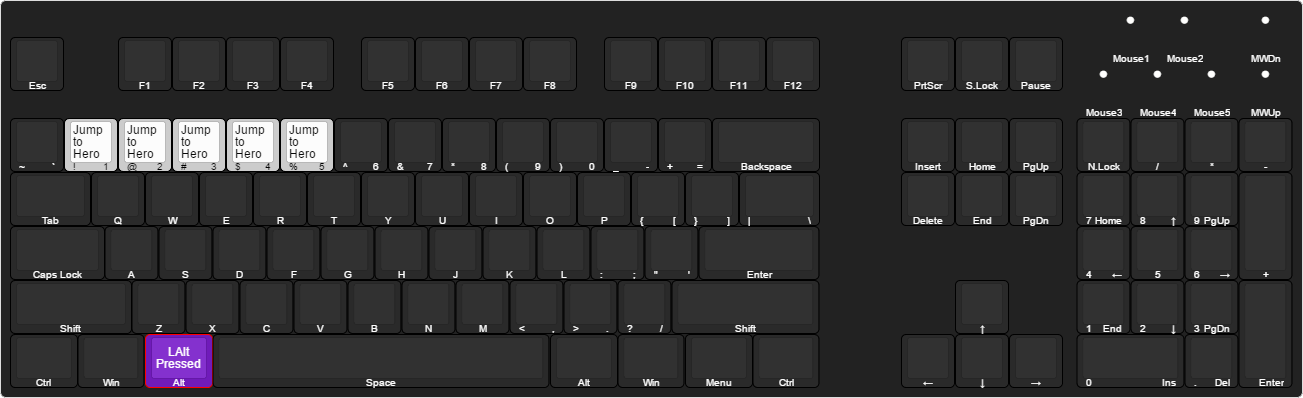 Mouse1 Mouse2 MWDn
Esc F1 F2 F3 F4 F5 F6 F7 F8 F9 F10 F11 F12 PrtScr S.Lock Pause
Mouse3 Mouse4 Mouse5 MWUp
Jump Jump Jump Jump Jump
to to to to to
Hero Hero Hero Hero Hero
~ ` ! 1 @ 2 # 3 $ 4 % 5 ^ 6 & 7 * 8 ( 9 ) 0 _ - + = Backspace Insert Home PgUp N.Lock / * -
Tab Q W E R T Y U I O P { [ } ] | \ Delete End PgDn 7 Home 8 ↑ 9 PgUp
Caps Lock A S D F G H J K L : ; " ' Enter 4 ← 5 6 → +
Shift Z X C V B N M < , > . ? / Shift ↑ 1 End 2 ↓ 3 PgDn
LAlt
Pressed
Ctrl Win Alt Space Alt Win Menu Ctrl ← ↓ → 0 Ins . Del Enter